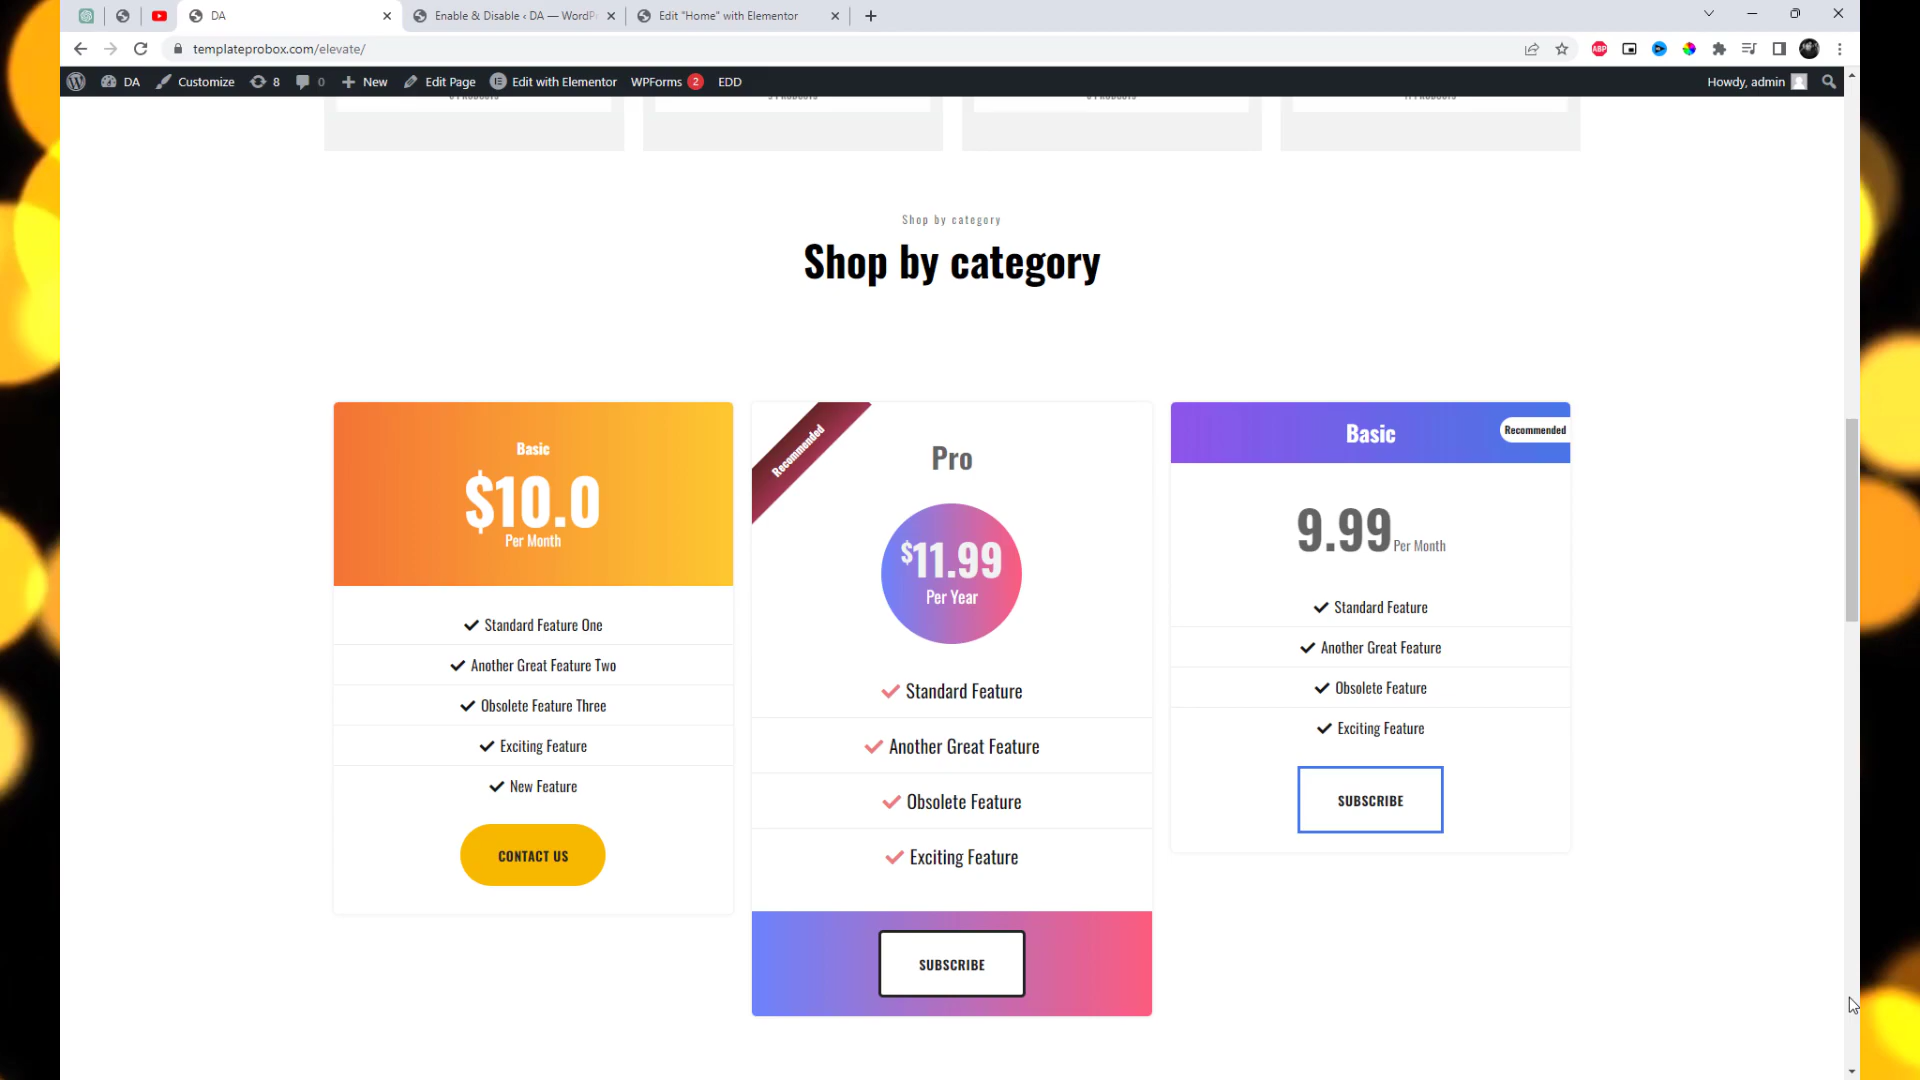 DA
Enable & Disable ‹ DA — WordP
Edit "Home" with Elementor
templateprobox.com/elevate/
ABP
DA
Customize
8
0
New
Edit Page
Edit with Elementor
WPForms 2
EDD
Howdy, admin
Shop by category
Shop by category
Basic
$10.0
Per Month
Standard Feature One
Another Great Feature Two
Obsolete Feature Three
Exciting Feature
New Feature
CONTACT US
Recommended
Pro
$11.99
Per Year
Standard Feature
Another Great Feature
Obsolete Feature
Exciting Feature
SUBSCRIBE
Basic
Recommended
9.99 Per Month
Standard Feature
Another Great Feature
Obsolete Feature
Exciting Feature
SUBSCRIBE